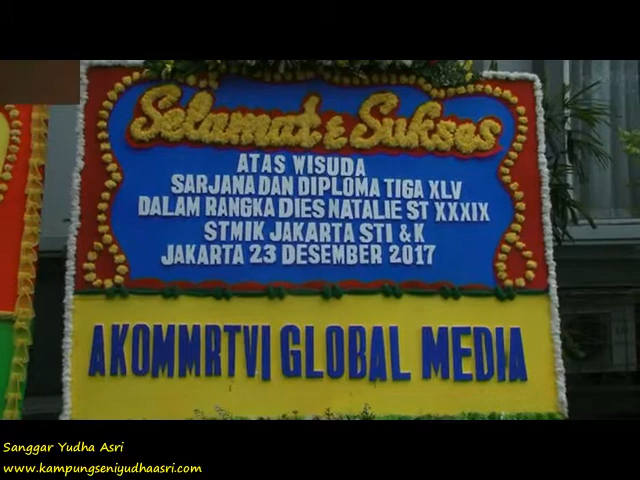 Selamat & Sukses
ATAS WISUDA
SARJANA DAN DIPLOMA TIGA XLV
DALAM RANGKA DIES NATALIE ST XXXIX
STMIK JAKARTA STI & K
JAKARTA 23 DESEMBER 2017
AKOMMRTVI GLOBAL MEDIA
Sanggar Yudha Asri
www.kampungseniyudhaasri.com